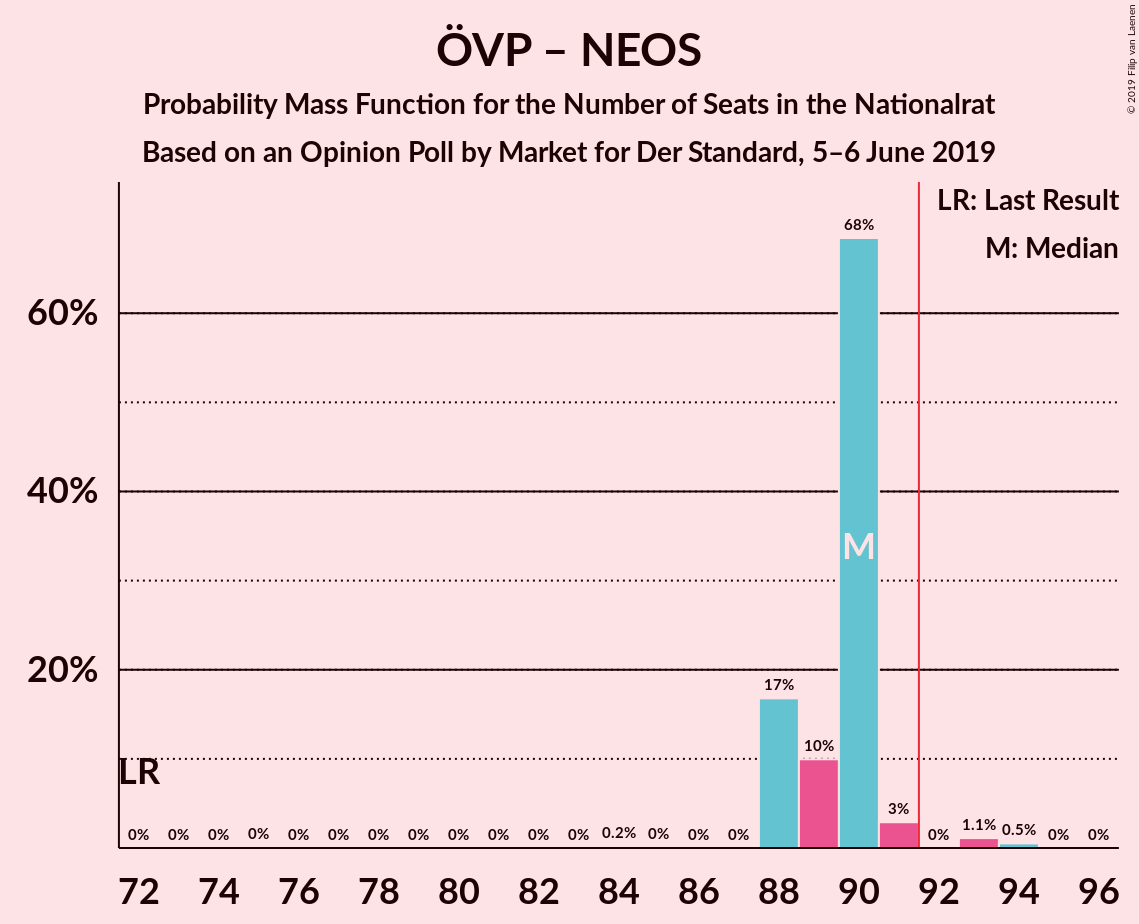 ÖVP – NEOS
Probability Mass Function for the Number of Seats in the Nationalrat
Based on an Opinion Poll by Market for Der Standard, 5–6 June 2019
© 2019 Filip van Laenen
LR: Last Result
M: Median
68%
60%
40%
M
20%
17%
10%
LR
3%
0% 0% 0% 0% 0% 0% 0% 0% 0% 0% 0% 0% 0.2% 0% 0% 0% 0% 1.1% 0.5% 0% 0%
72 74 76 78 80 82 84 86 88 90 92 94 96